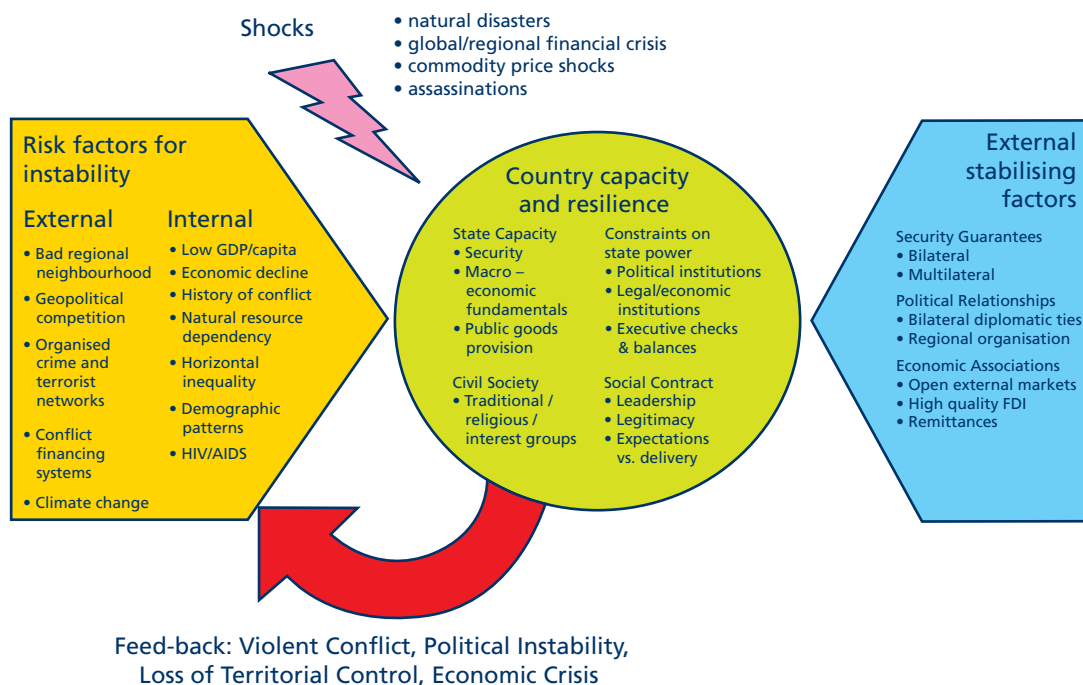 Shocks
• natural disasters
• global/regional financial crisis
• commodity price shocks
• assassinations
Risk factors for
instability
External
• Bad regional
neighbourhood
• Geopolitical
competition
• Organised
crime and
terrorist
networks
• Conflict
financing
systems
• Climate change
Internal
• Low GDP/capita
• Economic decline
• History of conflict
• Natural resource
dependency
• Horizontal
inequality
• Demographic
patterns
• HIV/AIDS
Country capacity
and resilience
State Capacity
• Security
• Macro –
economic
fundamentals
• Public goods
provision
Constraints on
state power
• Political institutions
• Legal/economic
institutions
• Executive checks
& balances
Civil Society
• Traditional /
religious /
interest groups
Social Contract
• Leadership
• Legitimacy
• Expectations
vs. delivery
External
stabilising
factors
Security Guarantees
• Bilateral
• Multilateral
Political Relationships
• Bilateral diplomatic ties
• Regional organisation
Economic Associations
• Open external markets
• High quality FDI
• Remittances
Feed-back: Violent Conflict, Political Instability,
Loss of Territorial Control, Economic Crisis